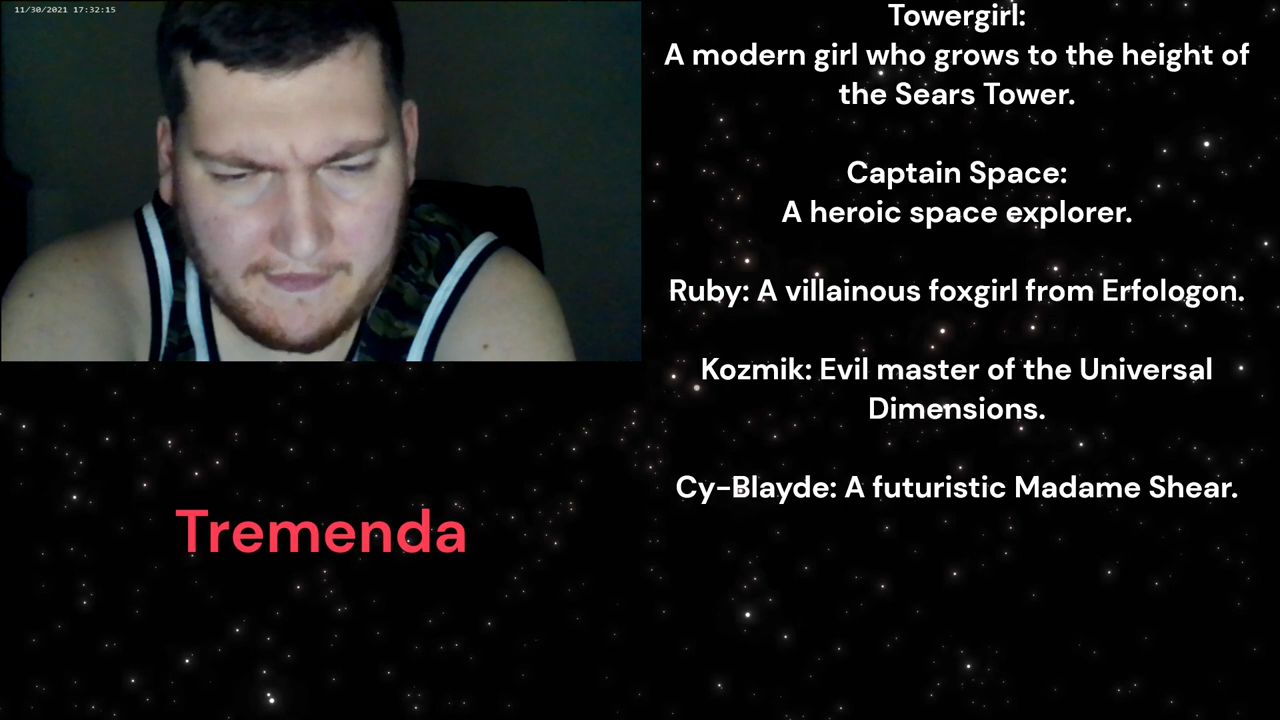 11/30/2021 17:32:15
Towergirl:
A modern girl who grows to the height of
the Sears Tower.
Captain Space:
A heroic space explorer.
Ruby: A villainous foxgirl from Erfologon.
Kozmik: Evil master of the Universal
Dimensions.
Cy-Blayde: A futuristic Madame Shear.
Tremenda